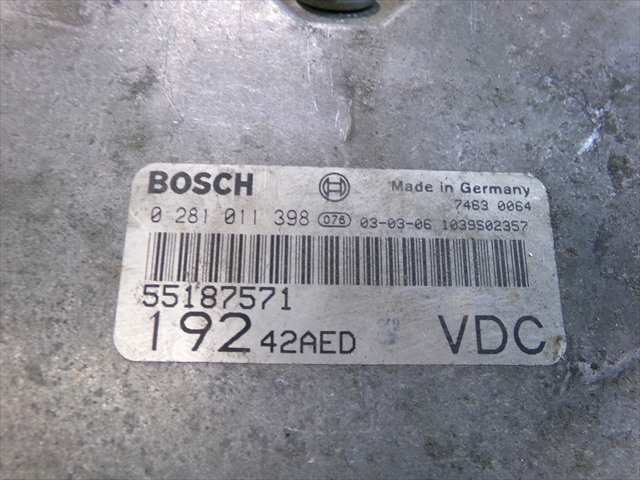 BOSCH Made in Germany
7463 0064
0 281 011 398 076 03-03-06 1039S02357
55187571
192 42AED VDC